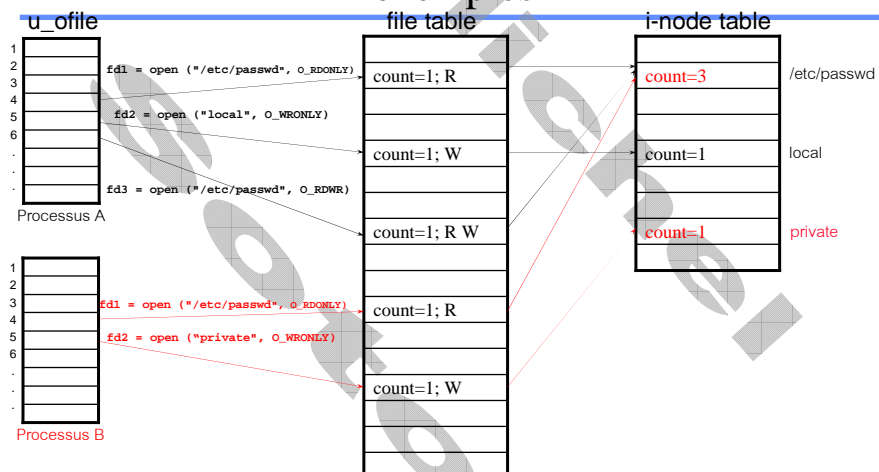 u_ofile
file table
i-node table
1
2
3
4
5
6
.
.
.
Processus A
fd1 = open ("/etc/passwd", O_RDONLY)
fd2 = open ("local", O_WRONLY)
fd3 = open ("/etc/passwd", O_RDWR)
1
2
3
4
5
6
.
.
.
Processus B
fd1 = open ("/etc/passwd", O_RDONLY)
fd2 = open (“private", O_WRONLY)
count=1; R
count=1; W
count=1; R W
count=1; R
count=1; W
count=3
/etc/passwd
count=1
local
count=1
private